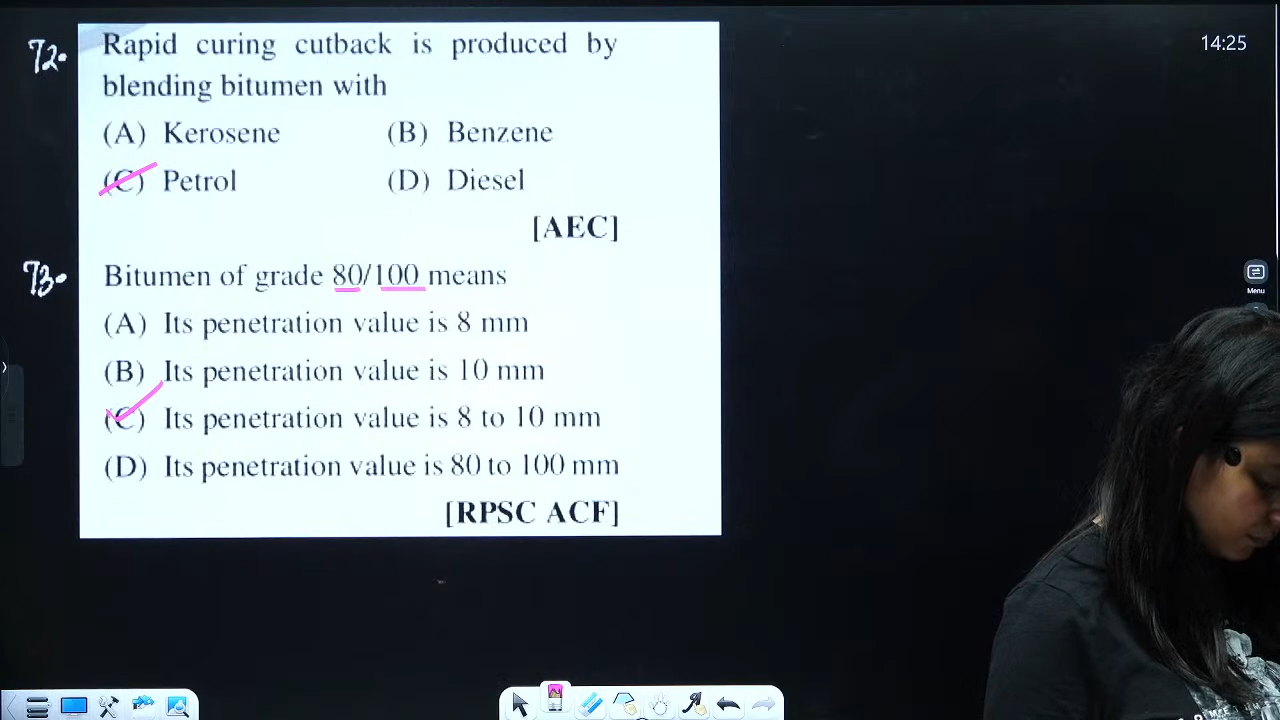 14:25
72.
Rapid curing cutback is produced by
blending bitumen with
(A) Kerosene (B) Benzene
(C) Petrol (D) Diesel
[AEC]
73.
Bitumen of grade 80/100 means
(A) Its penetration value is 8 mm
(B) Its penetration value is 10 mm
(C) Its penetration value is 8 to 10 mm
(D) Its penetration value is 80 to 100 mm
[RPSC ACF]
Menu